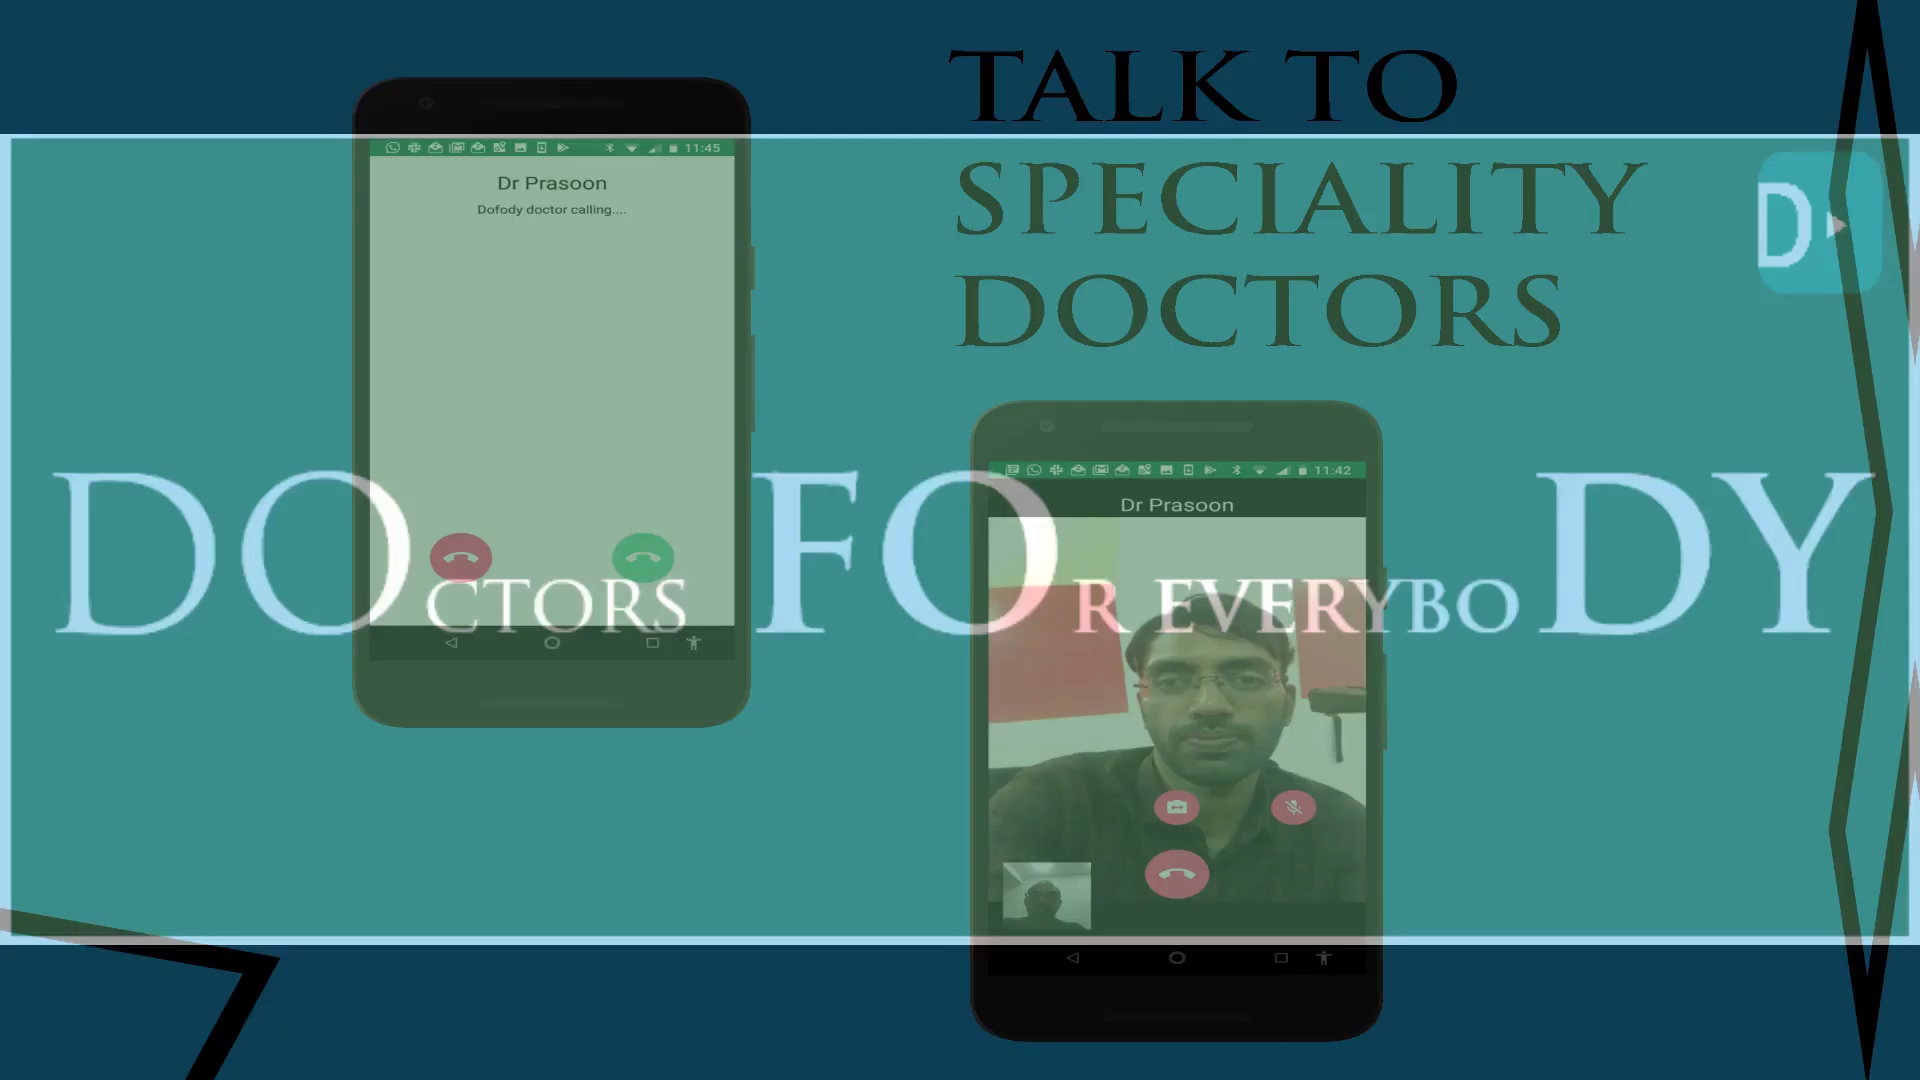 TALK TO
SPECIALITY
DOCTORS
11:45
Dr Prasoon
Dofody doctor calling....
D
DOCTORS FOR EVERYBODY
11:42
Dr Prasoon